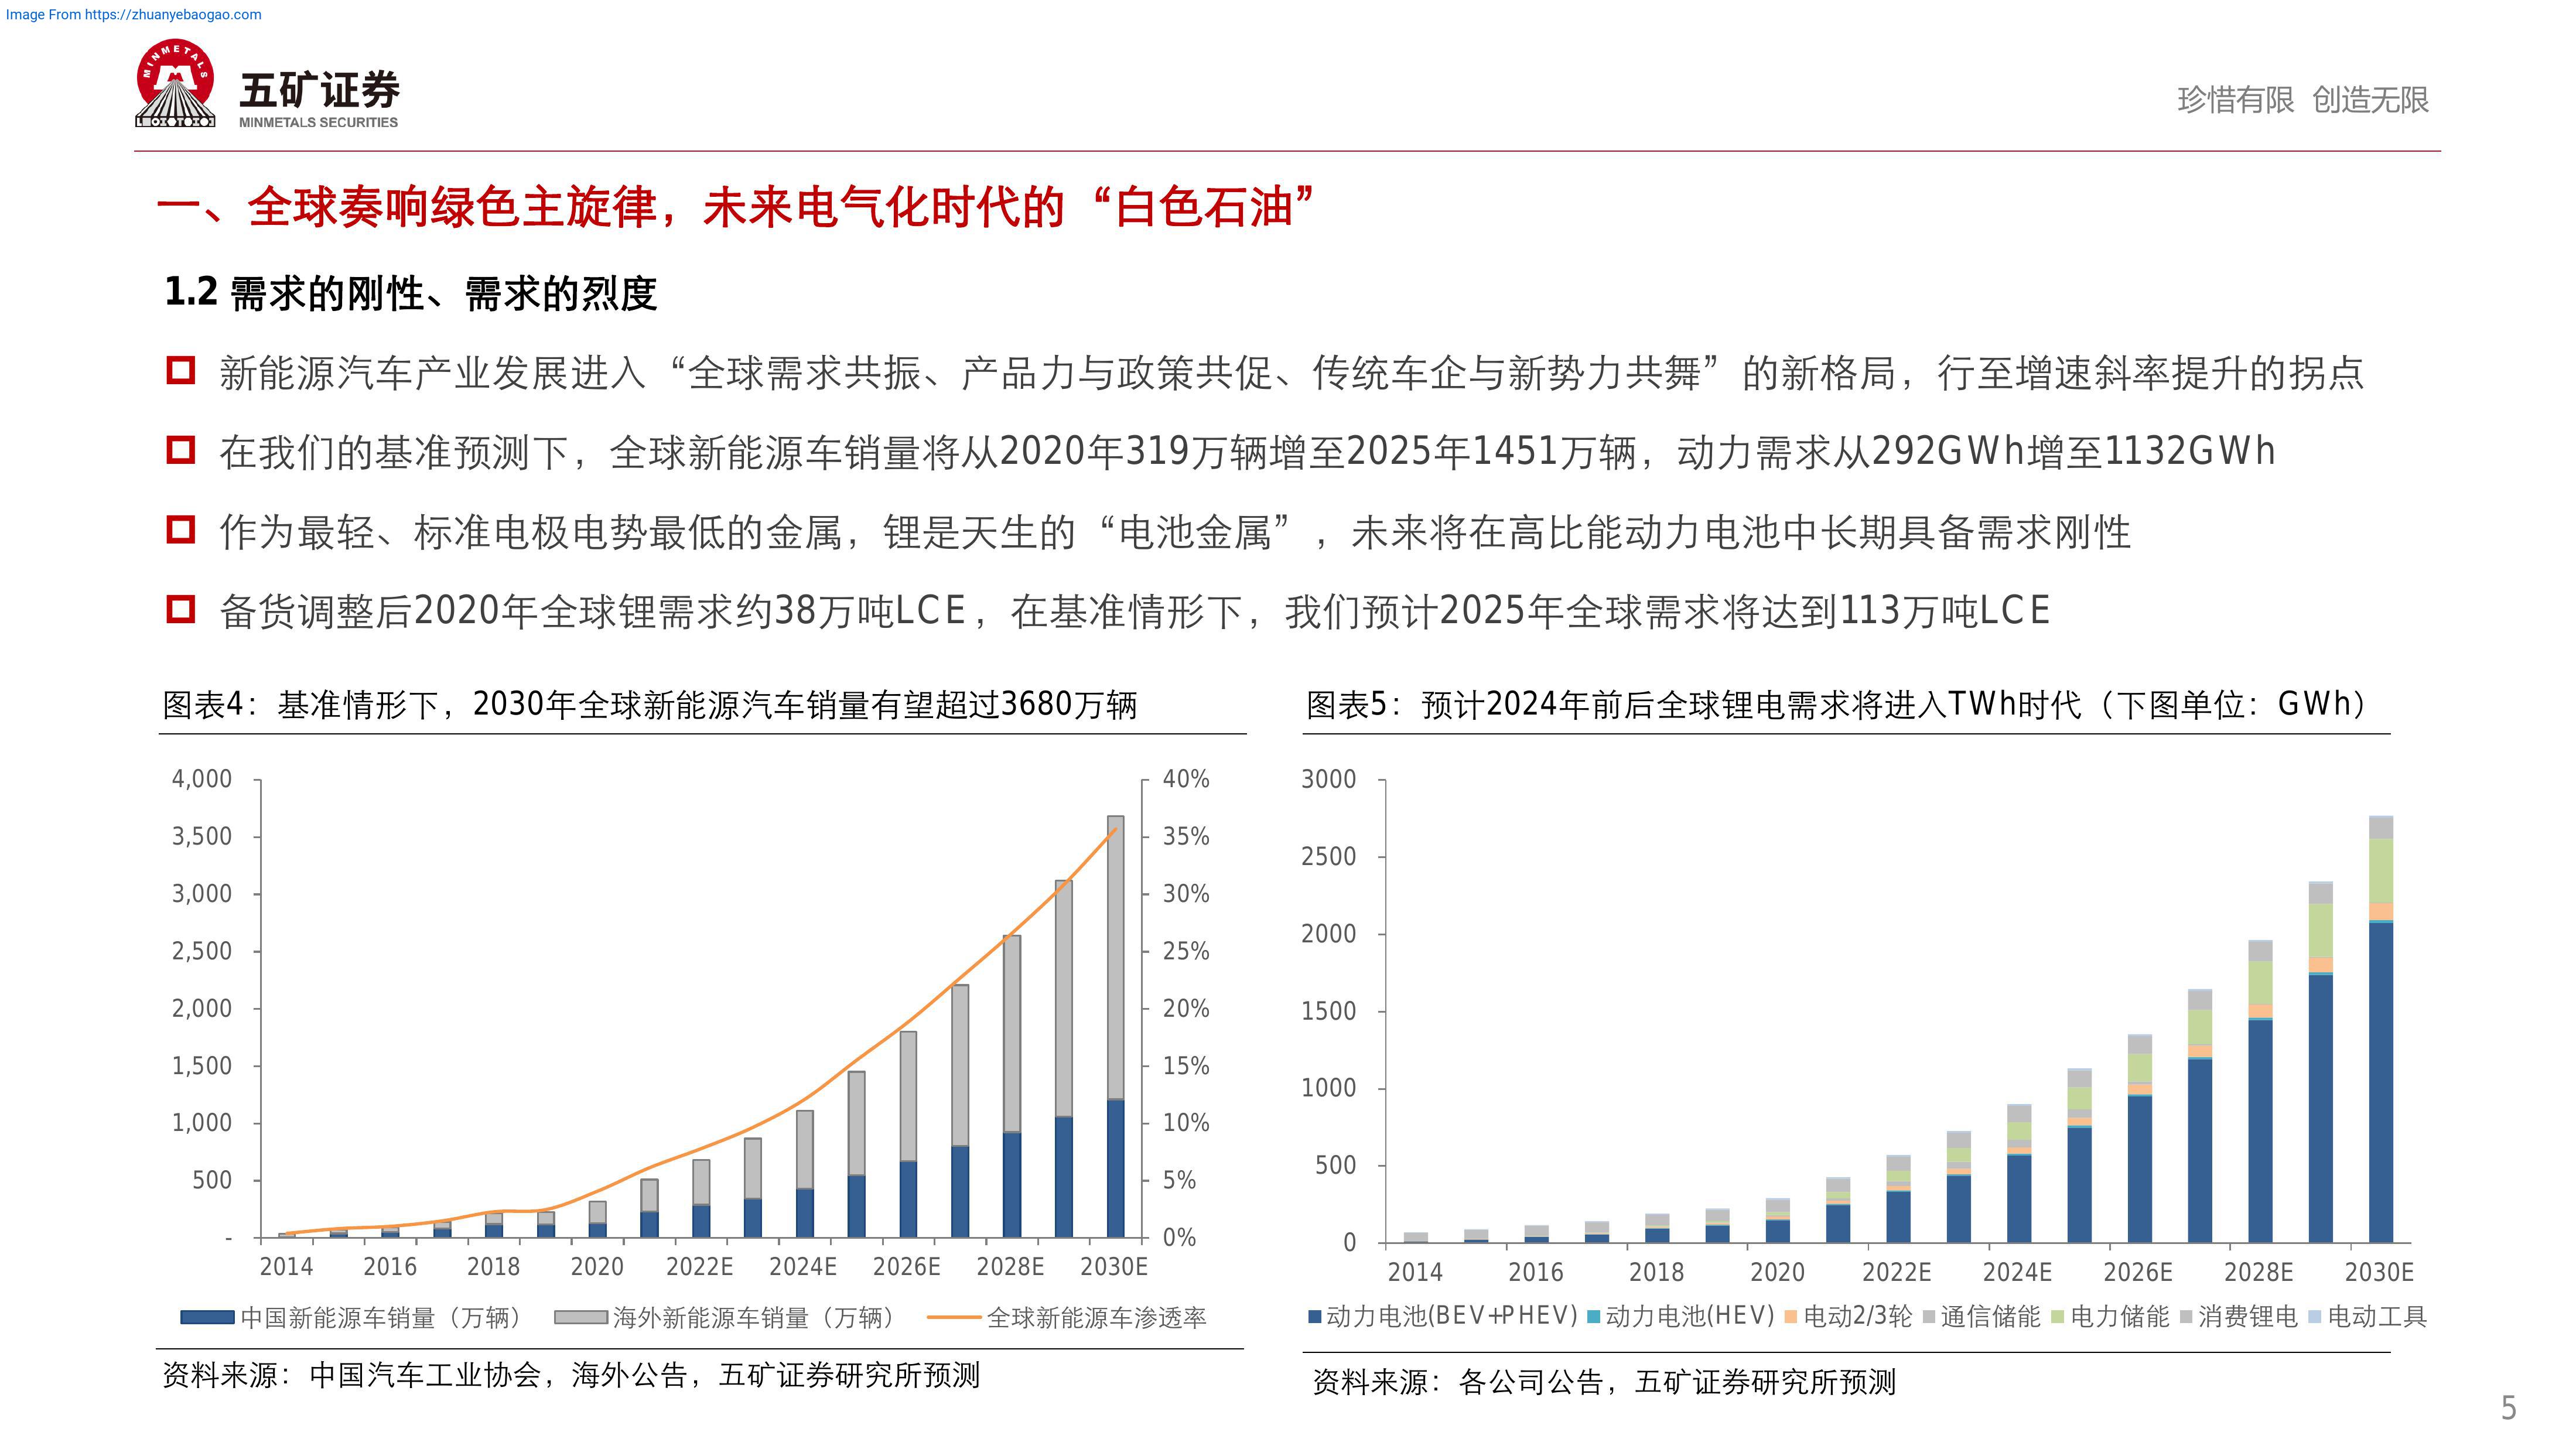 Image From https://zhuanyebaogao.com
MINMETALS
五矿证券
MINMETALS SECURITIES
珍惜有限 创造无限
一、全球奏响绿色主旋律，未来电气化时代的“白色石油”
1.2 需求的刚性、需求的烈度
新能源汽车产业发展进入“全球需求共振、产品力与政策共促、传统车企与新势力共舞”的新格局，行至增速斜率提升的拐点
在我们的基准预测下，全球新能源车销量将从2020年319万辆增至2025年1451万辆，动力需求从292GWh增至1132GWh
作为最轻、标准电极电势最低的金属，锂是天生的“电池金属”，未来将在高比能动力电池中长期具备需求刚性
备货调整后2020年全球锂需求约38万吨LCE，在基准情形下，我们预计2025年全球需求将达到113万吨LCE
图表4：基准情形下，2030年全球新能源汽车销量有望超过3680万辆
4,000
3,500
3,000
2,500
2,000
1,500
1,000
500
-
40%
35%
30%
25%
20%
15%
10%
5%
0%
2014 2016 2018 2020 2022E 2024E 2026E 2028E 2030E
中国新能源车销量（万辆） 海外新能源车销量（万辆） 全球新能源车渗透率
资料来源：中国汽车工业协会，海外公告，五矿证券研究所预测
图表5：预计2024年前后全球锂电需求将进入TWh时代（下图单位：GWh）
3000
2500
2000
1500
1000
500
0
2014 2016 2018 2020 2022E 2024E 2026E 2028E 2030E
动力电池(BEV+PHEV) 动力电池(HEV) 电动2/3轮 通信储能 电力储能 消费锂电 电动工具
资料来源：各公司公告，五矿证券研究所预测
5